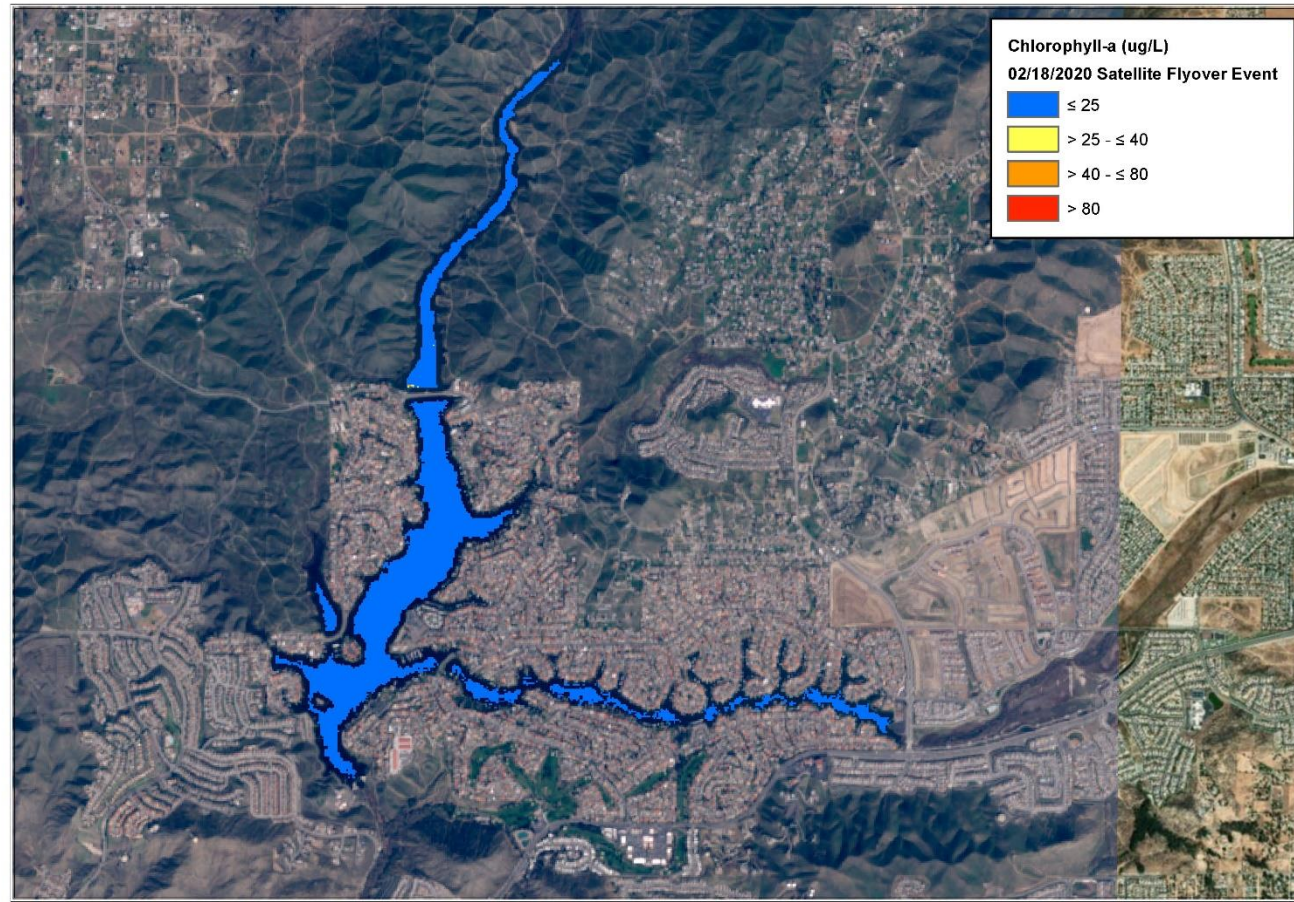 Chlorophyll-a (ug/L)
02/18/2020 Satellite Flyover Event
≤ 25
> 25 - ≤ 40
> 40 - ≤ 80
> 80